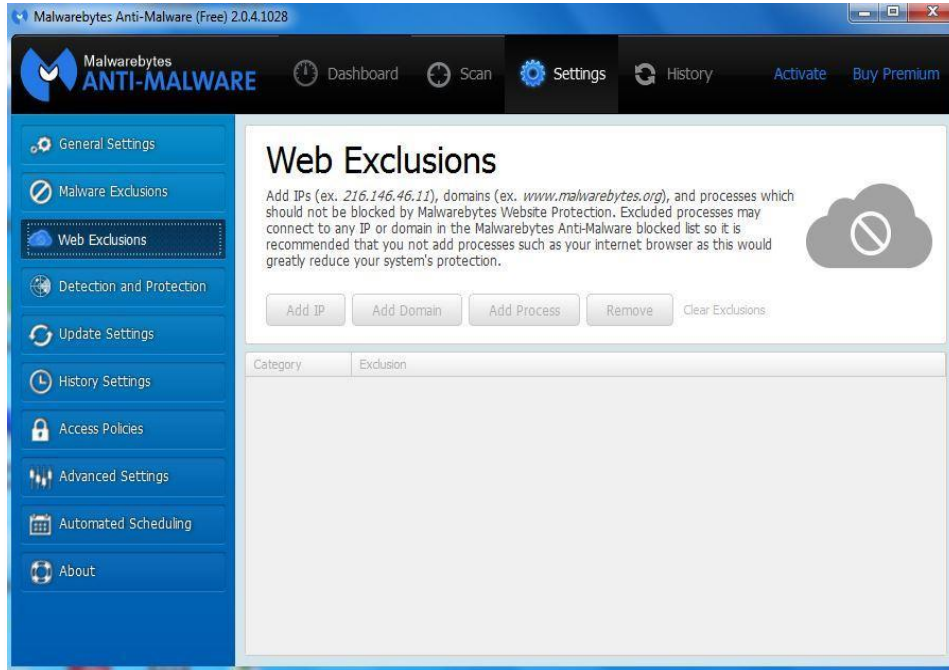 Malwarebytes Anti-Malware (Free) 2.0.4.1028
Malwarebytes
ANTI-MALWARE
Dashboard
Scan
Settings
History
Activate
Buy Premium
General Settings
Malware Exclusions
Web Exclusions
Detection and Protection
Update Settings
History Settings
Access Policies
Advanced Settings
Automated Scheduling
About
Web Exclusions
Add IPs (ex. 216.146.46.11), domains (ex. www.malwarebytes.org), and processes which
should not be blocked by Malwarebytes Website Protection. Excluded processes may
connect to any IP or domain in the Malwarebytes Anti-Malware blocked list so it is
recommended that you not add processes such as your internet browser as this would
greatly reduce your system's protection.
Add IP
Add Domain
Add Process
Remove
Clear Exclusions
Category
Exclusion